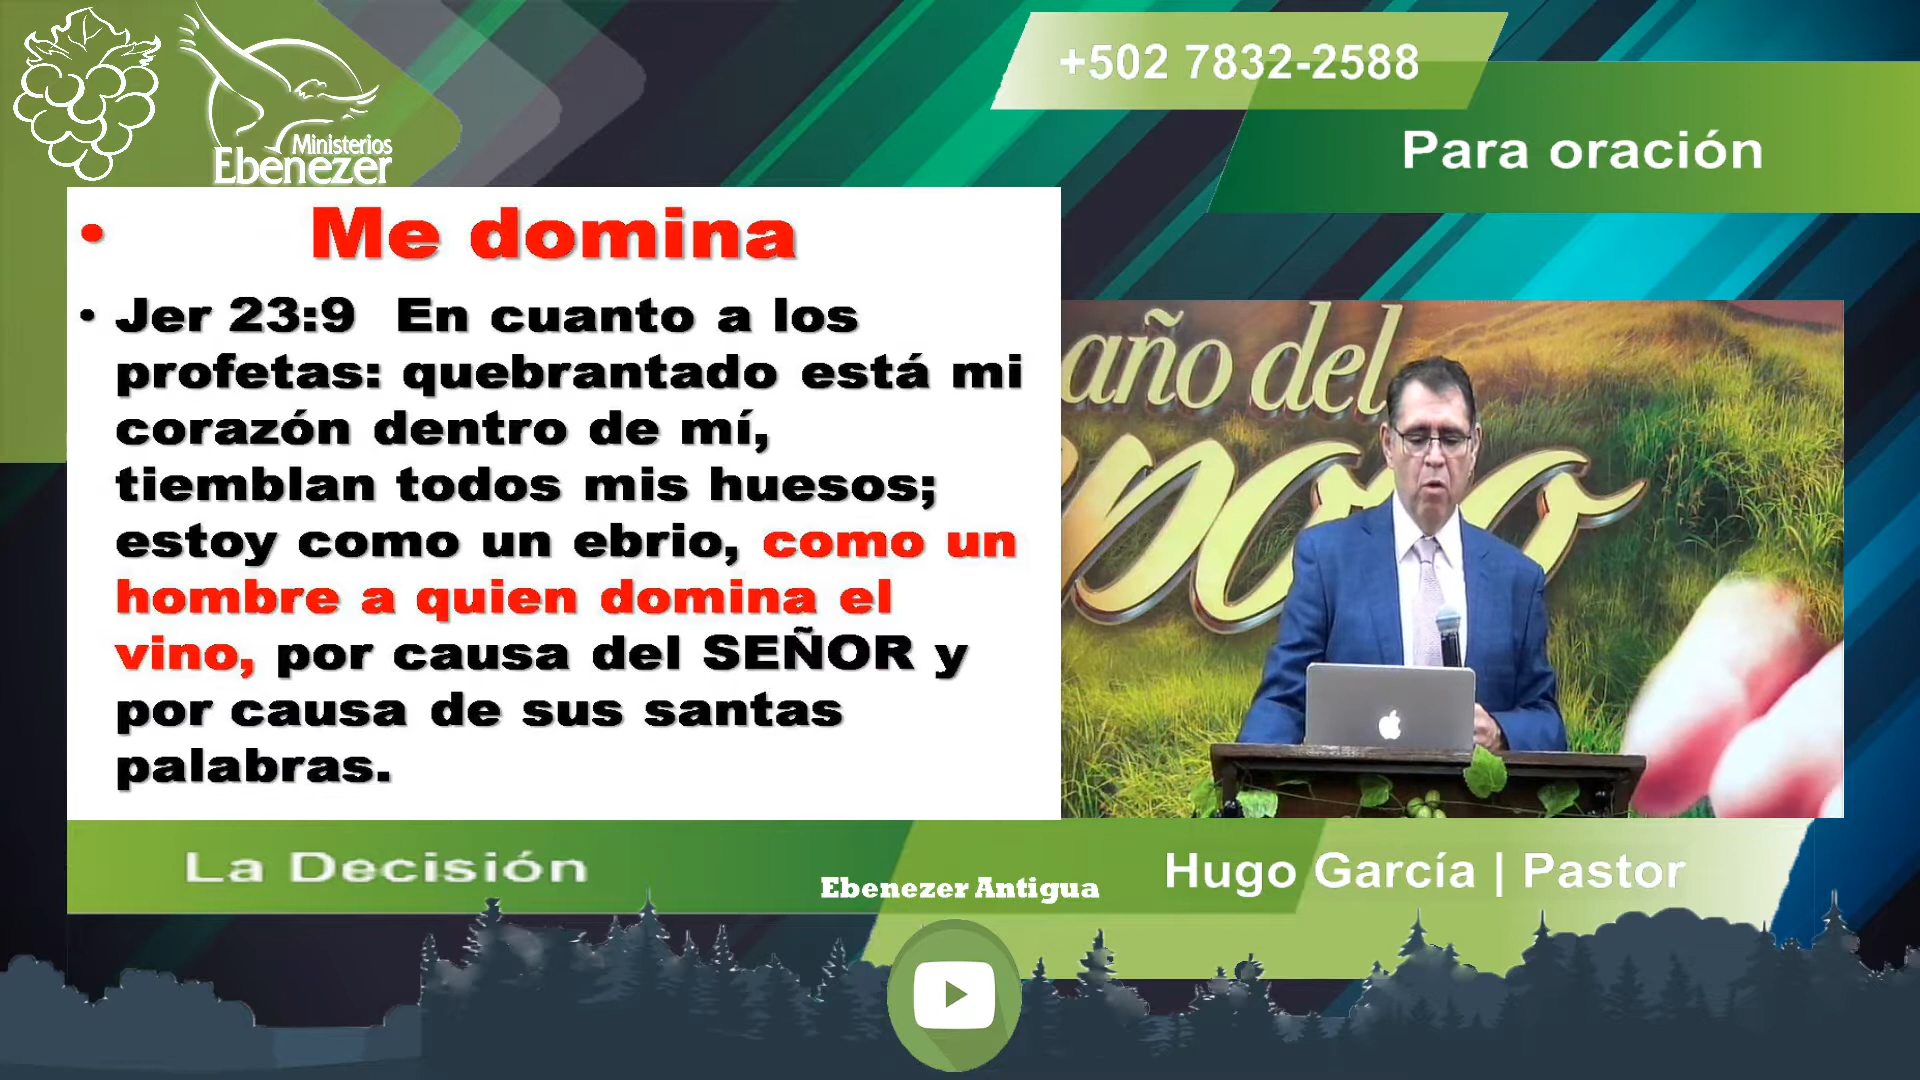 Ministerios
Ebenezer
+502 7832-2588
Para oración
• Me domina
• Jer 23:9 En cuanto a los
profetas: quebrantado está mi
corazón dentro de mí,
tiemblan todos mis huesos;
estoy como un ebrio, como un
hombre a quien domina el
vino, por causa del SEÑOR y
por causa de sus santas
palabras.
año del
La Decisión
Ebenezer Antigua
Hugo García | Pastor